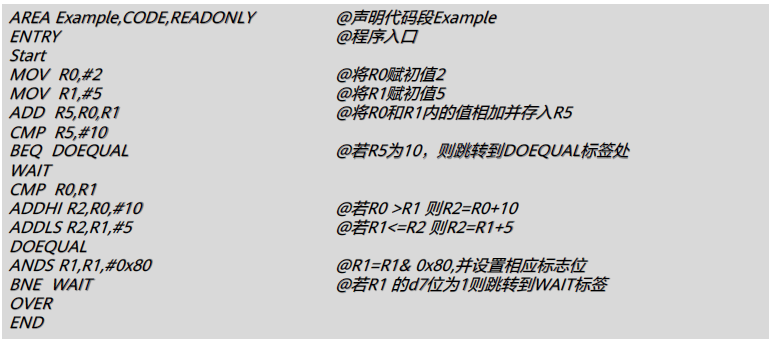 AREA Example,CODE,READONLY @声明代码段Example
ENTRY @程序入口
Start
MOV R0,#2 @将R0赋初值2
MOV R1,#5 @将R1赋初值5
ADD R5,R0,R1 @将R0和R1内的值相加并存入R5
CMP R5,#10
BEQ DOEQUAL @若R5为10，则跳转到DOEQUAL标签处
WAIT
CMP R0,R1
ADDHI R2,R0,#10 @若R0 >R1 则R2=R0+10
ADDLS R2,R1,#5 @若R1<=R2 则R2=R1+5
DOEQUAL
ANDS R1,R1,#0x80 @R1=R1& 0x80,并设置相应标志位
BNE WAIT @若R1 的d7位为1则跳转到WAIT标签
OVER
END